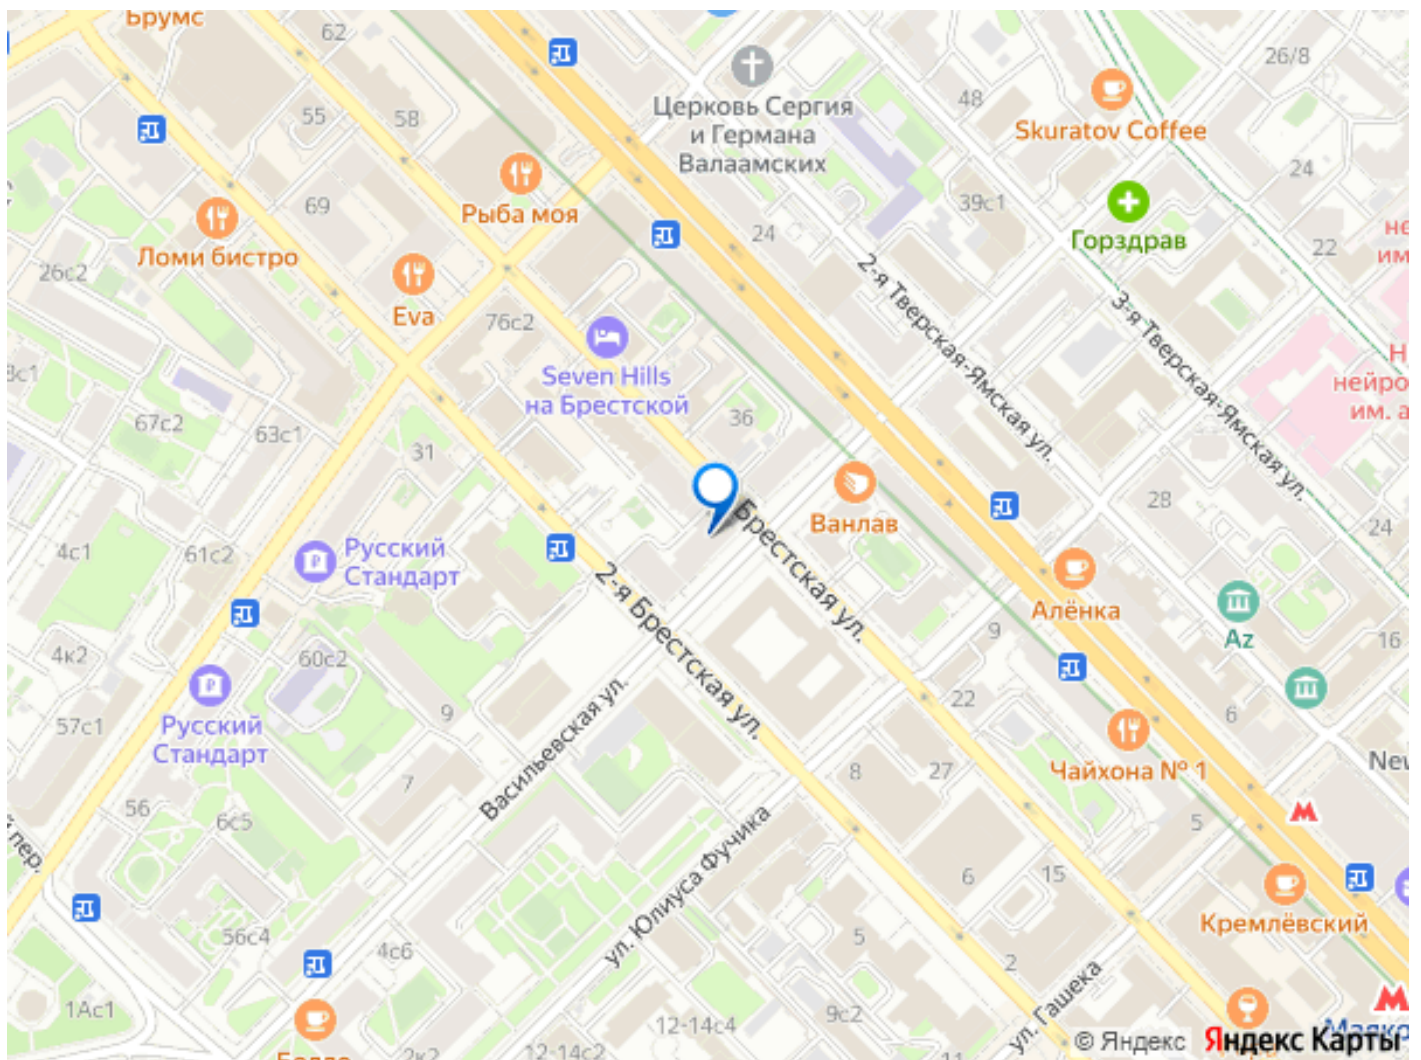 Брумс
62
26/8
Церковь Сергия
и Германа
Валаамских
48
Skuratov Coffee
55
58
24
Рыба моя
69
39с1
Горздрав
Ломи бистро
24
22
26с2
2-я Тверская-Ямская ул.
3-я Тверская-Ямская ул.
Eva
76с2
Seven Hills
на Брестской
36
67с2
63с1
31
28
Ванлав
24
Брестская ул.
4с1
61с2
Русский
Стандарт
2-я Брестская ул.
Алёнка
Az
9
16
4к2
60с2
22
6
57с1
Русский
Стандарт
9
Васильевская ул.
Чайхона № 1
8
27
7
56
6с5
5
пер.
ул. Юлиуса Фучика
6
15
Кремлёвский
56с4
4с6
5
2
ул. Гашека
1Ас1
12-14с4
9с2
2к2
12-14с2
© Яндекс Яндекс Карты